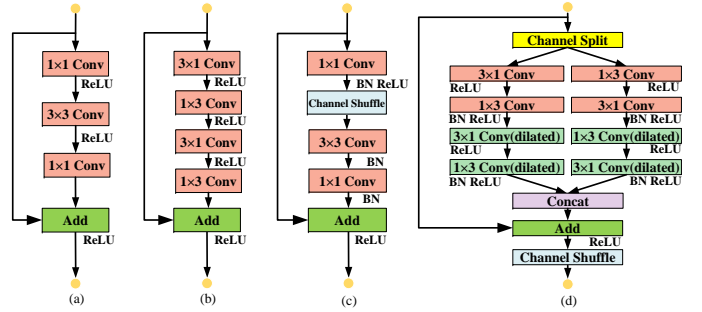 1×1 Conv
ReLU
3×3 Conv
ReLU
1×1 Conv
Add
ReLU
(a)
3×1 Conv
ReLU
1×3 Conv
ReLU
3×1 Conv
ReLU
1×3 Conv
Add
ReLU
(b)
1×1 Conv
BN ReLU
Channel Shuffle
3×3 Conv
BN
1×1 Conv
BN
Add
ReLU
(c)
Channel Split
3×1 Conv
ReLU
1×3 Conv
BN ReLU
3×1 Conv(dilated)
ReLU
1×3 Conv(dilated)
BN ReLU
1×3 Conv
ReLU
3×1 Conv
BN ReLU
1×3 Conv(dilated)
ReLU
3×1 Conv(dilated)
BN ReLU
Concat
Add
ReLU
Channel Shuffle
(d)